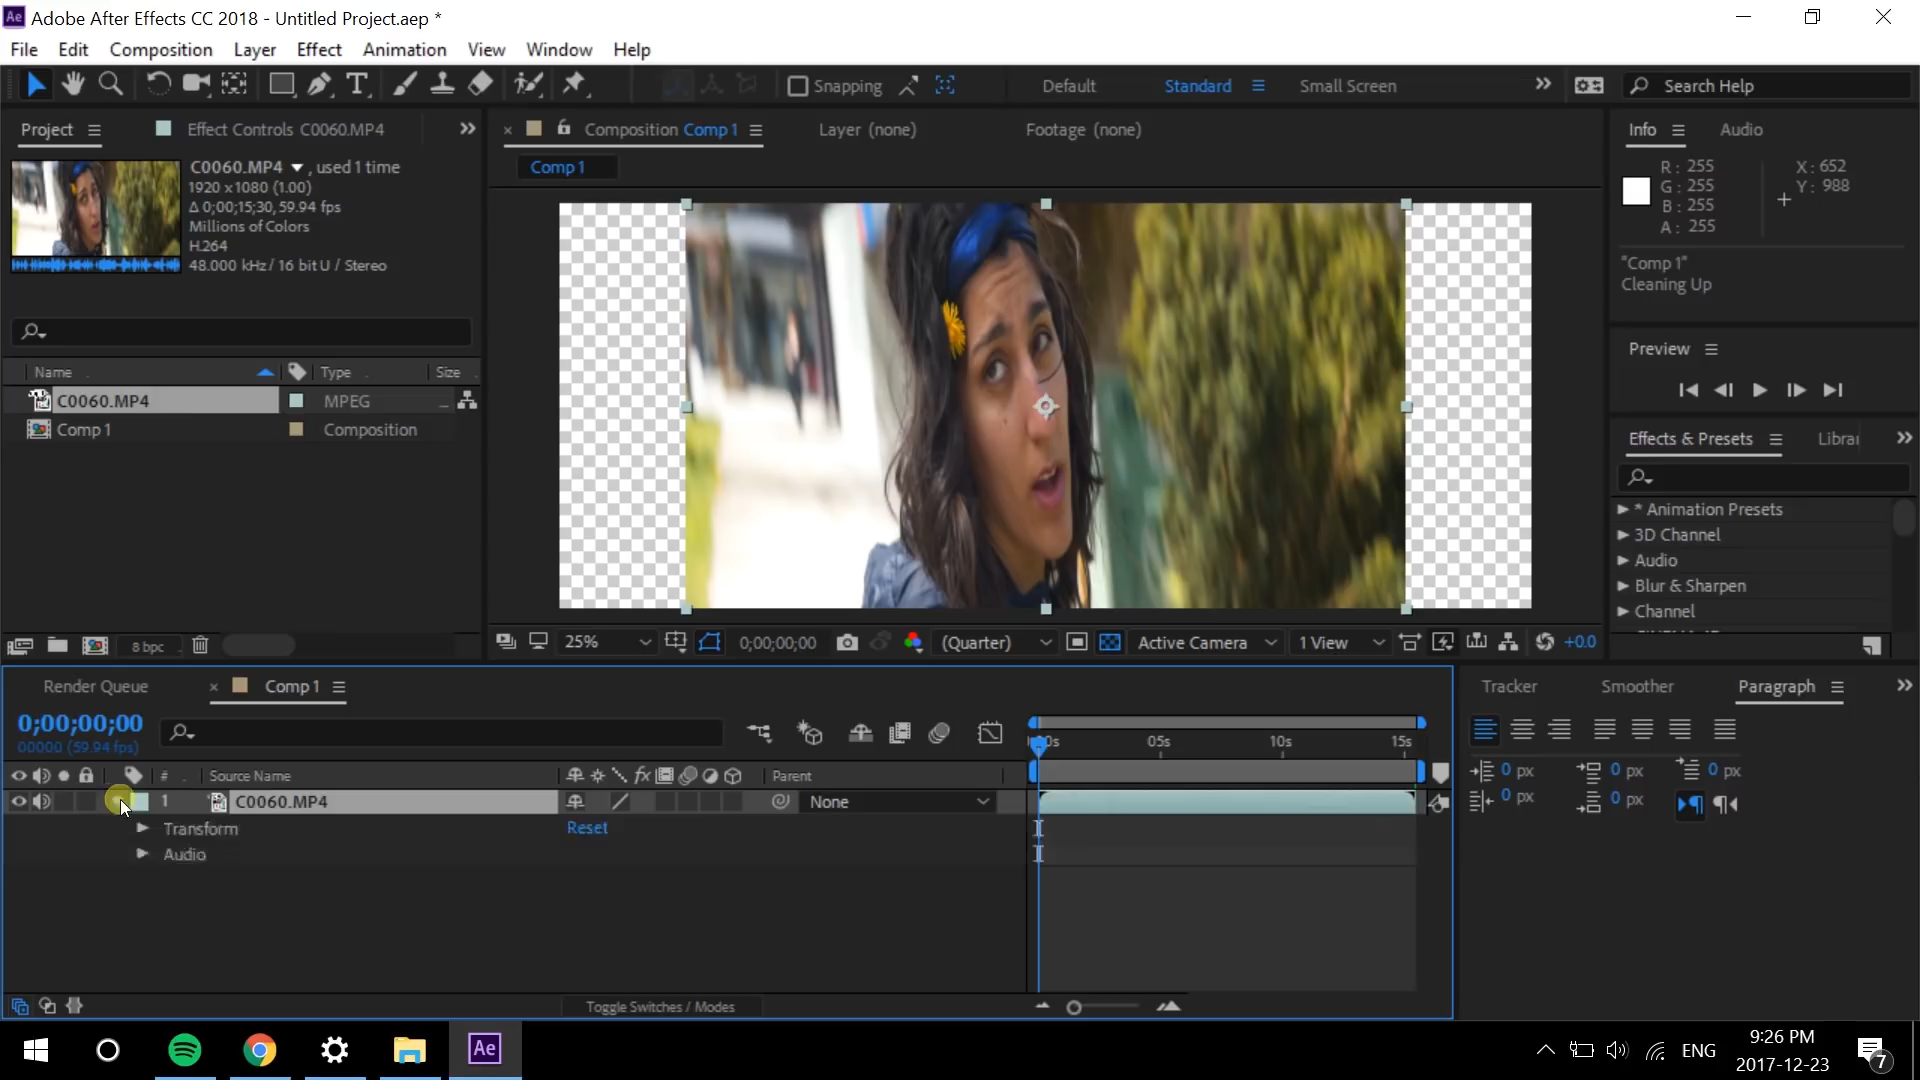 Ae Adobe After Effects CC 2018 - Untitled Project.aep *
File Edit Composition Layer Effect Animation View Window Help
T Snapping Default Standard Small Screen Search Help
Project Effect Controls C0060.MP4
Composition Comp 1 Layer (none) Footage (none)
Info Audio
C0060.MP4 , used 1 time
1920 x 1080 (1.00)
Δ 0;00;15;30, 59.94 fps
Millions of Colors
H.264
48.000 kHz / 16 bit U / Stereo
Comp 1
R: 255 X: 652
G: 255 Y: 988
B: 255
A: 255
"Comp 1"
Cleaning Up
Preview
Name Type Size
C0060.MP4 MPEG
Comp 1 Composition
Effects & Presets Librar
* Animation Presets
3D Channel
Audio
Blur & Sharpen
Channel
8 bpc
25% 0;00;00;00 (Quarter) Active Camera 1 View +0.0
Render Queue Comp 1
Tracker Smoother Paragraph
0;00;00;00
00000 (59.94 fps)
05s 10s 15s
# Source Name fx Parent
1 C0060.MP4 None
Transform Reset
Audio
0 px 0 px 0 px
0 px 0 px
Toggle Switches / Modes
Ae
ENG
9:26 PM
2017-12-23
7